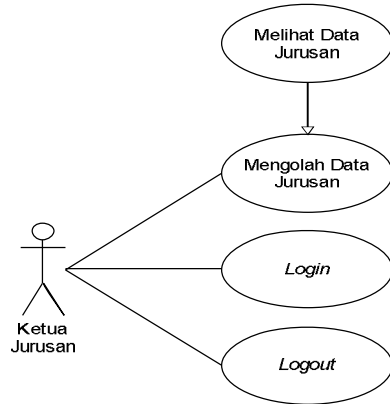 Melihat Data
Jurusan
Mengolah Data
Jurusan
Login
Ketua
Jurusan
Logout